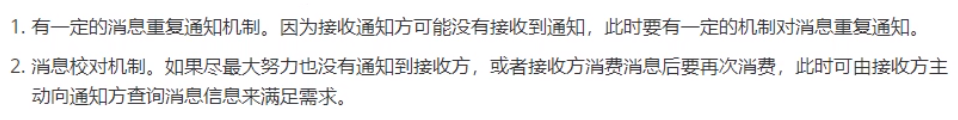 1. 有一定的消息重复通知机制。因为接收通知方可能没有接收到通知，此时要有一定的机制对消息重复通知。
2. 消息校对机制。如果尽最大努力也没有通知到接收方，或者接收方消费消息后要再次消费，此时可由接收方主
动向通知方查询消息信息来满足需求。